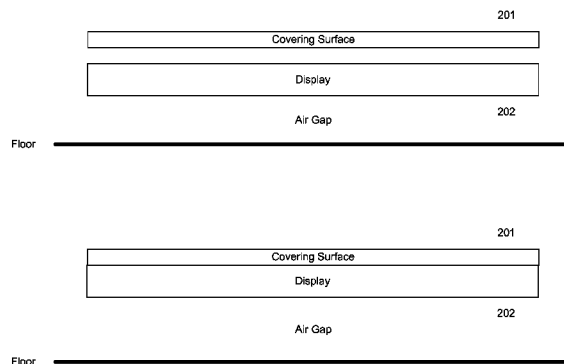 201
Covering Surface
Display
202
Air Gap
Floor
201
Covering Surface
Display
202
Air Gap
Floor